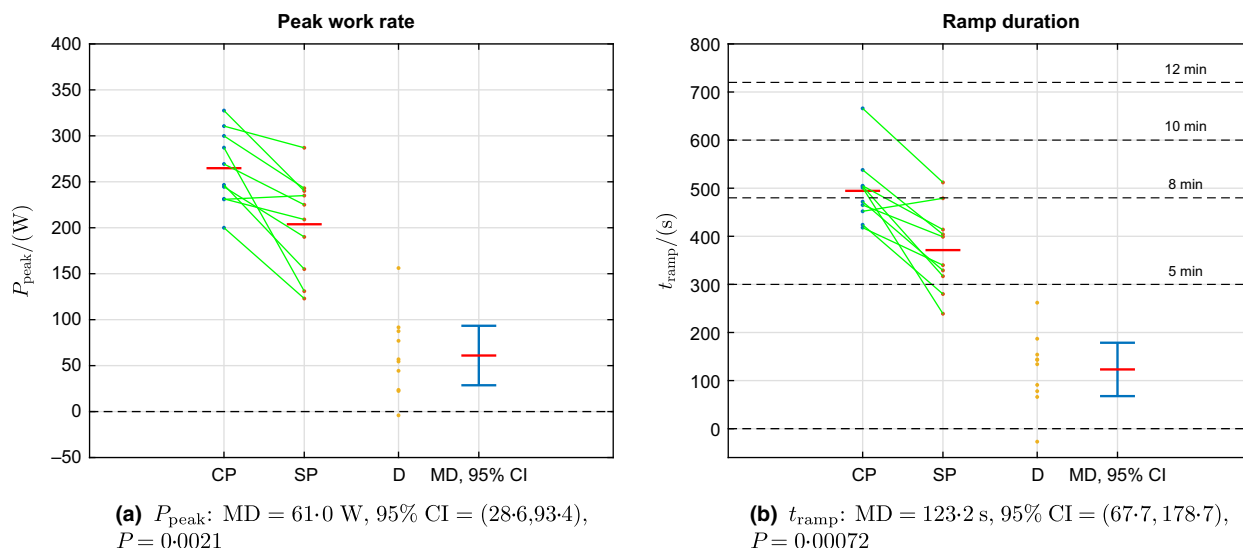 Peak work rate
400
350
300
250
200
150
100
50
0
–50
P_peak/(W)
CP SP D MD, 95% CI
(a) P_peak: MD = 61·0 W, 95% CI = (28·6,93·4),
P = 0·0021
Ramp duration
800
700
600
500
400
300
200
100
0
t_ramp/(s)
12 min
10 min
8 min
5 min
CP SP D MD, 95% CI
(b) t_ramp: MD = 123·2 s, 95% CI = (67·7, 178·7),
P = 0·00072